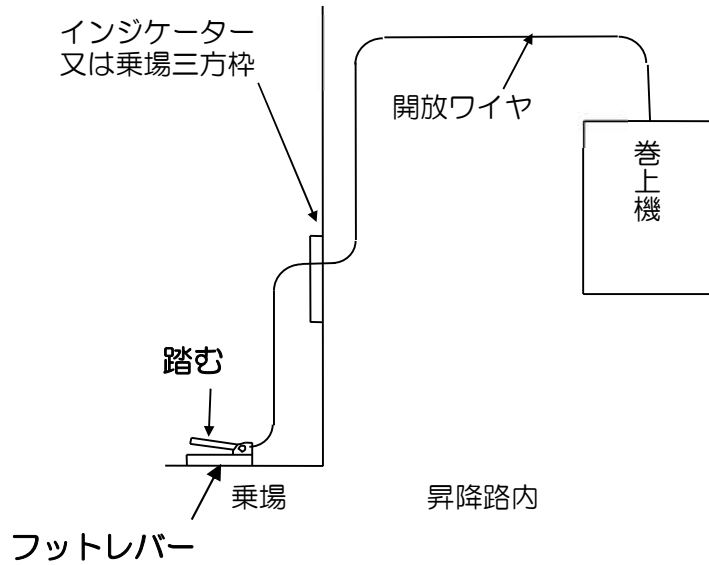 インジケーター
又は乗場三方枠
開放ワイヤ
巻上機
踏む
乗場
昇降路内
フットレバー